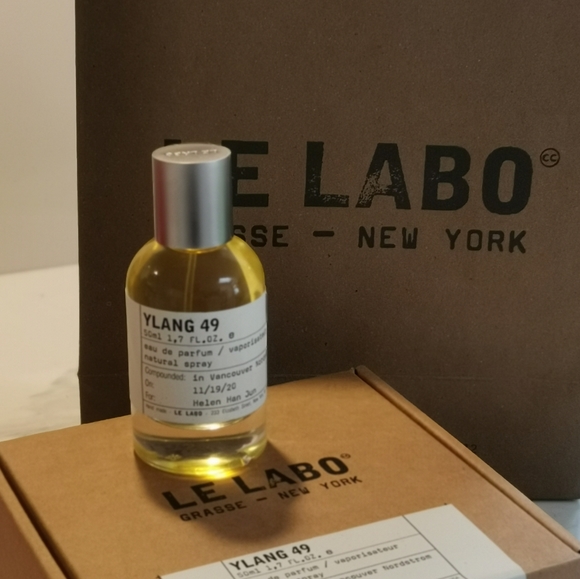 LE LABO
GRASSE — NEW YORK
YLANG 49
50ml 1,7 FL.OZ. e
eau de parfum / vaporisateur
natural spray
Compounded: in Vancouver
On: 11/19/20
For: Helen Han Jun
LE LABO
LE LABO
GRASSE — NEW YORK
YLANG 49
50ml 1,7 FL.OZ. e
de parfum / vaporisateur
spray
vancouver nordstrom